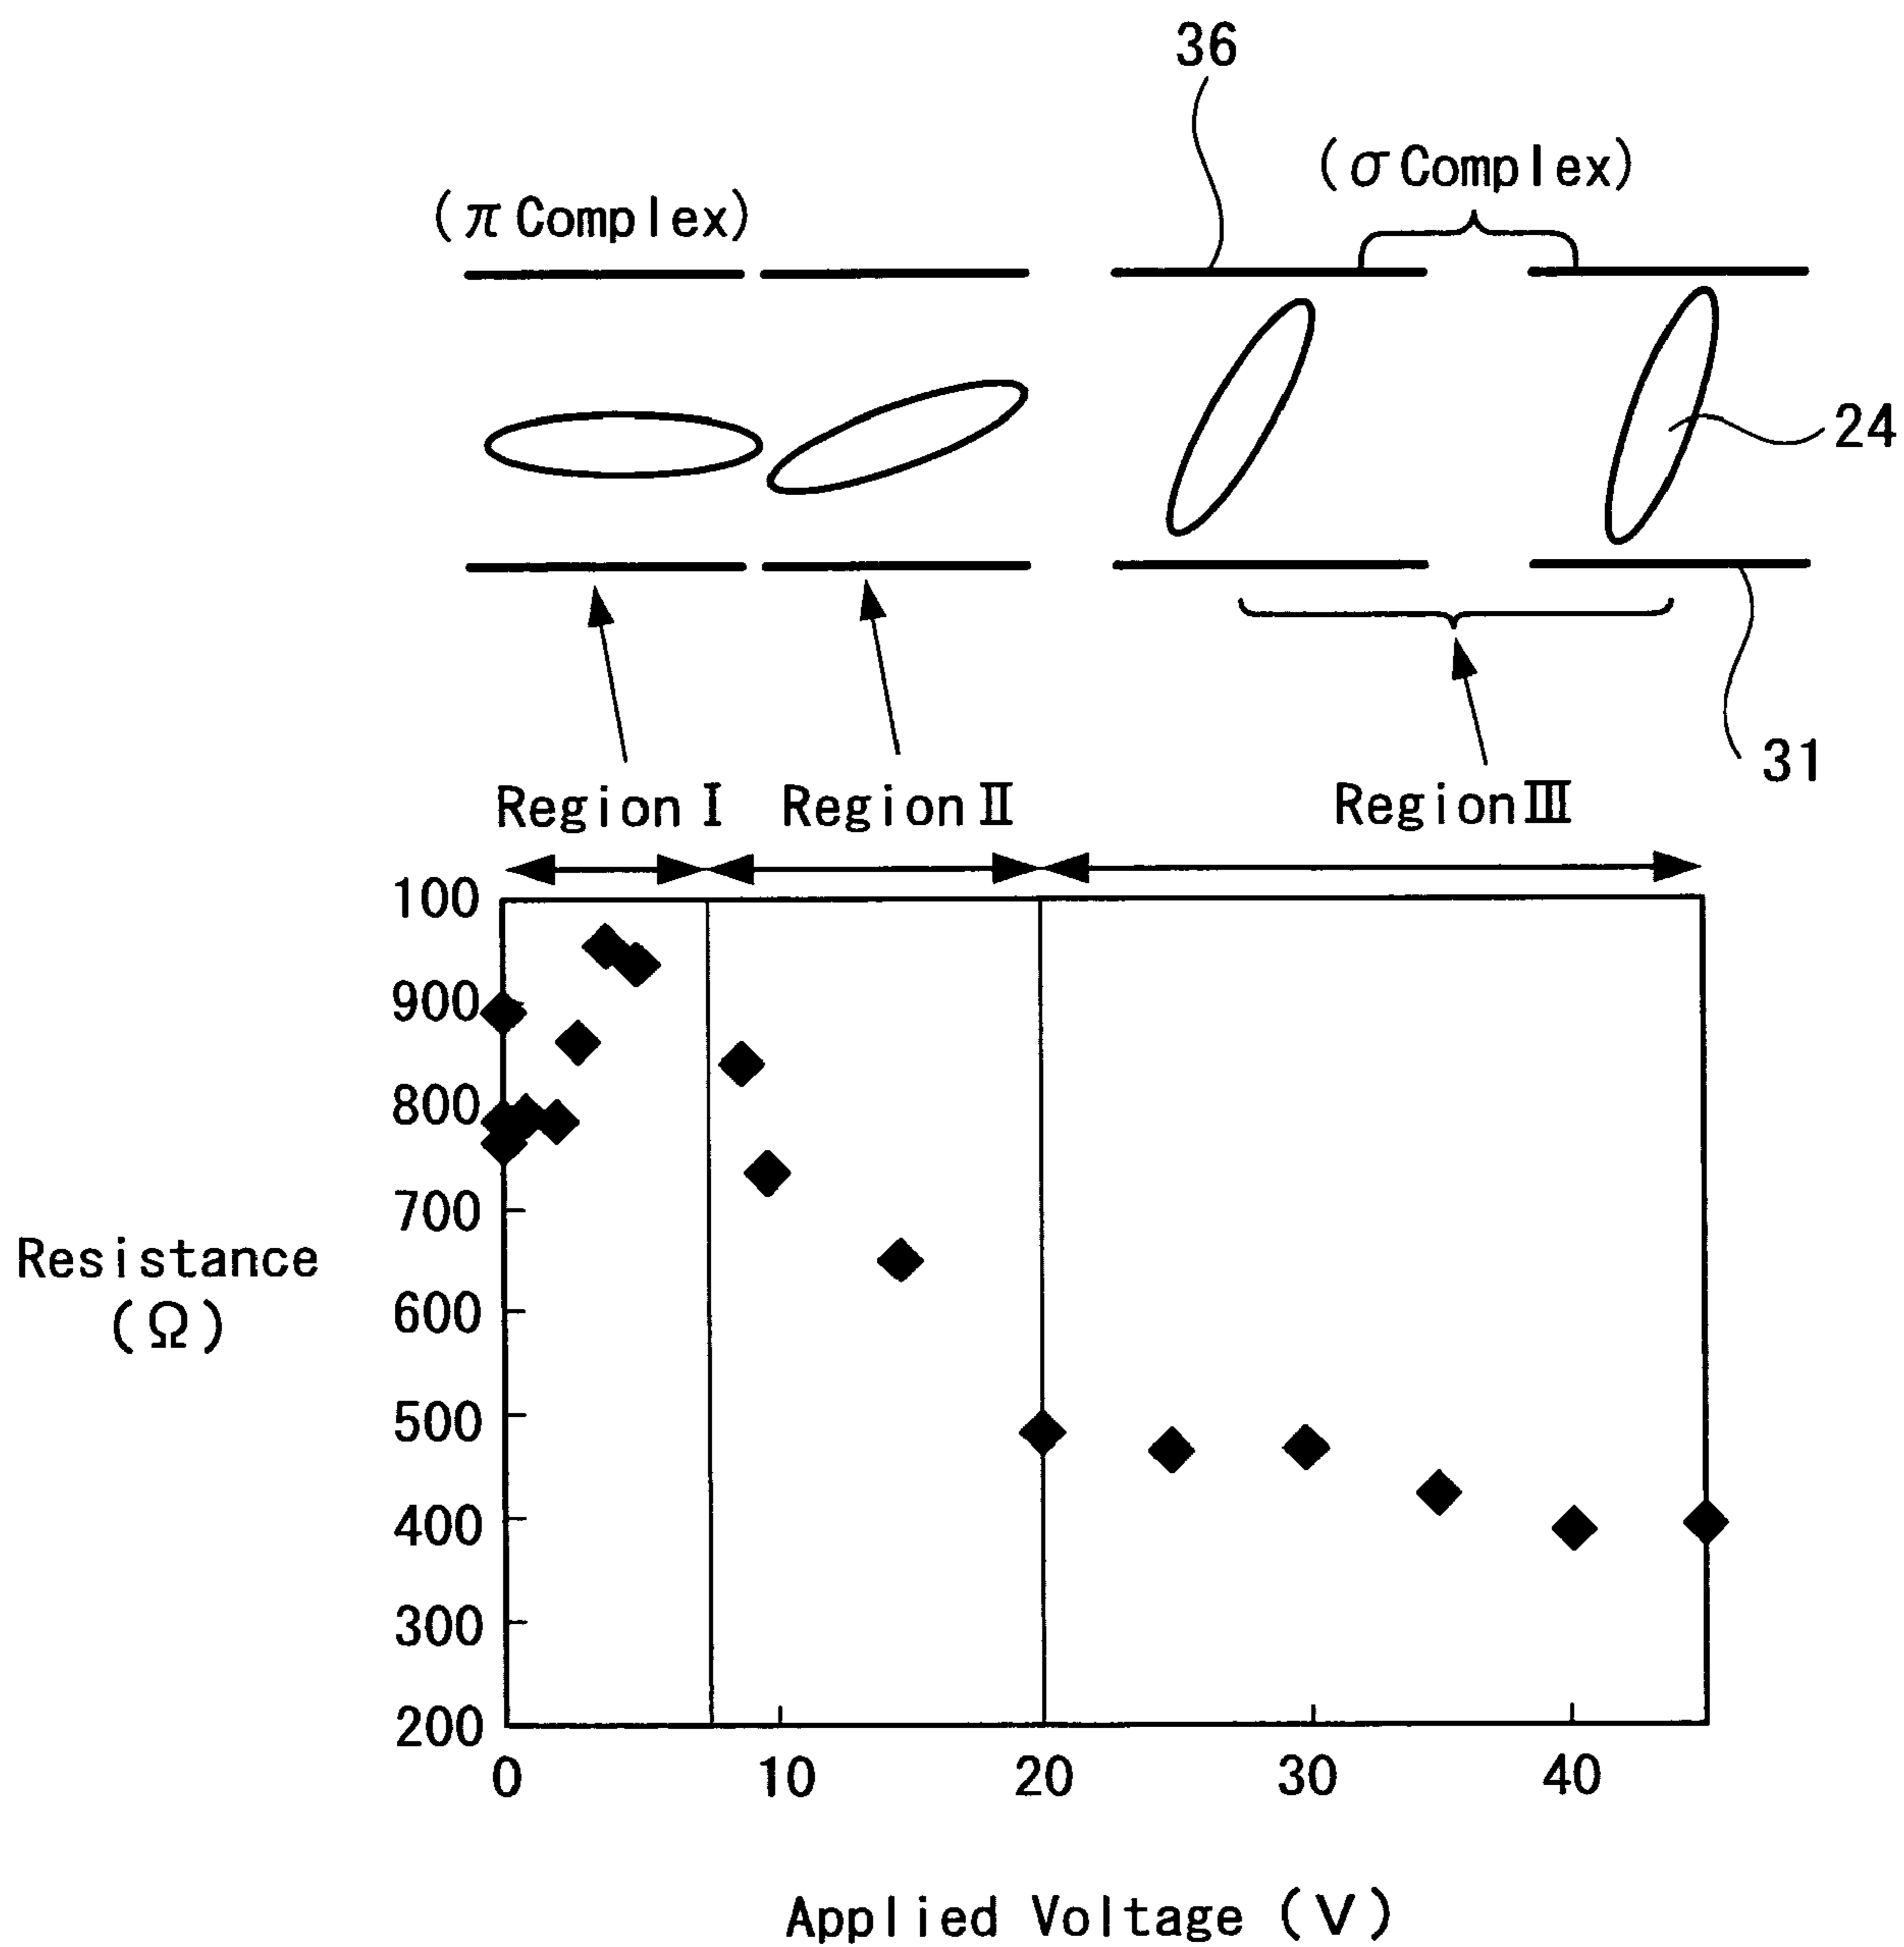 36
(σ Complex)
(π Complex)
24
31
Region Ⅰ
Region Ⅱ
Region Ⅲ
100
900
800
700
600
500
400
300
200
Resistance
(Ω)
0
10
20
30
40
Applied Voltage (V)